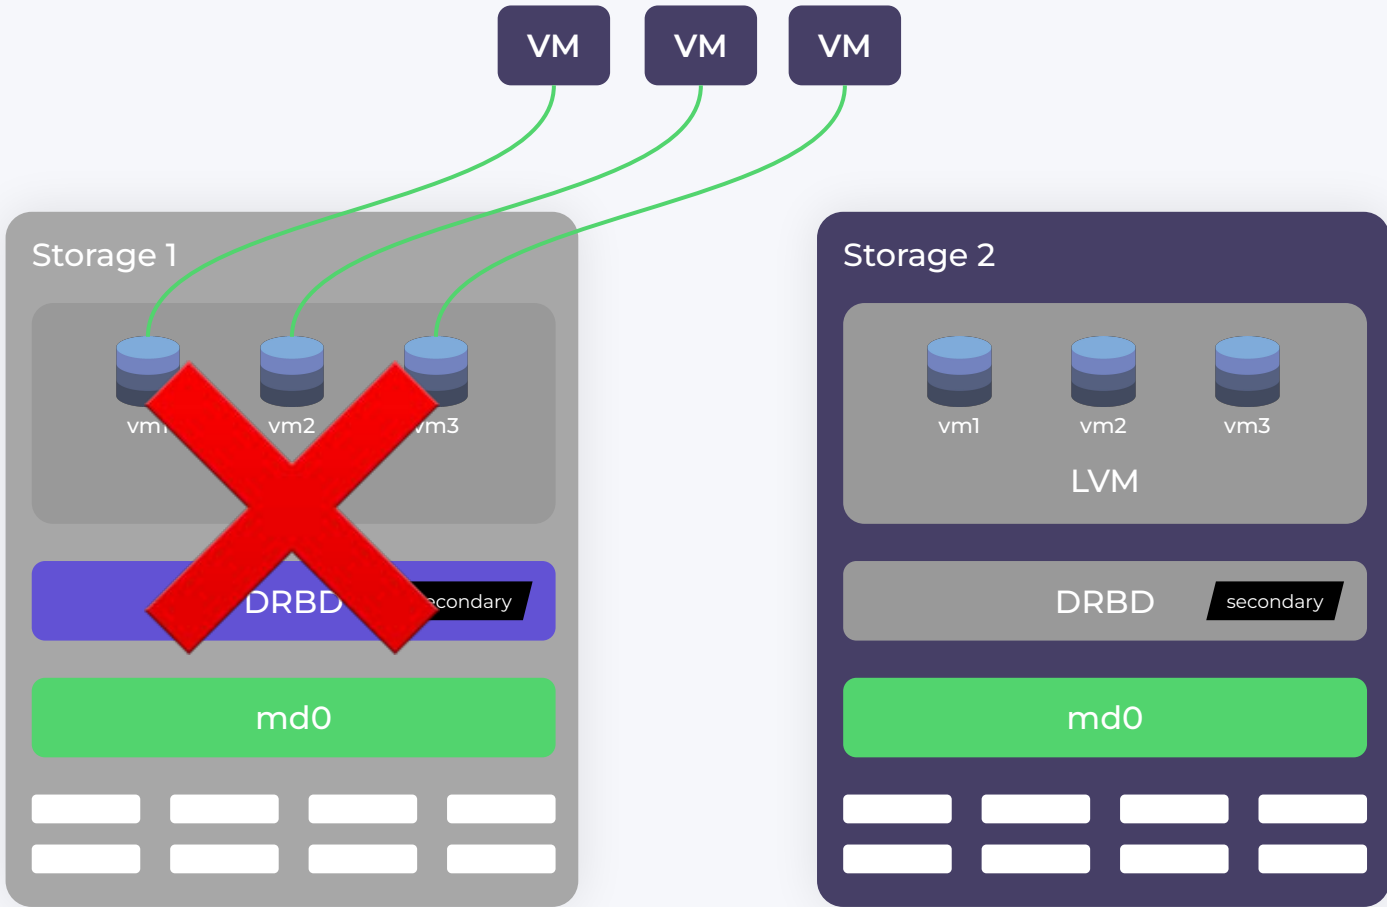 VM
VM
VM
Storage 1
vm2
DRBD
md0
Storage 2
vm1
vm2
vm3
LVM
DRBD
secondary
md0